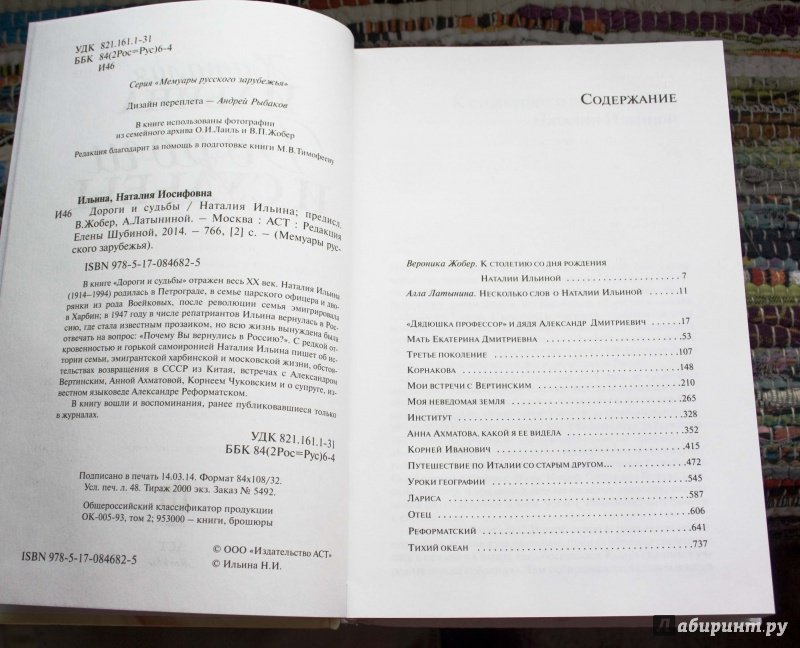 УДК 821.161.1-31
ББК 84(2Рос=Рус)6-4
И46
Серия «Мемуары русского зарубежья»
Дизайн переплета — Андрей Рыбаков
В книге использованы фотографии
из семейного архива О.И.Лаиль и В.П.Жобер
Редакция благодарит за помощь в подготовке книги М.В.Тимофееву
Ильина, Наталия Иосифовна
И46 Дороги и судьбы / Наталия Ильина; предисл.
В.Жобер, А.Латыниной. — Москва : АСТ : Редакция
Елены Шубиной, 2014. — 766, [2] с. — (Мемуары рус-
ского зарубежья).
ISBN 978-5-17-084682-5
В книге «Дороги и судьбы» отражен весь XX век. Наталия Ильина
(1914–1994) родилась в Петрограде, в семье царского офицера и дво-
рянки из рода Воейковых, после революции семья эмигрировала
в Харбин; в 1947 году в числе репатриантов Ильина вернулась в Рос-
сию, где стала известным прозаиком, но всю жизнь вынуждена была
отвечать на вопрос: «Почему Вы вернулись в Россию?». С редкой от-
кровенностью и горькой самоиронией Наталия Ильина пишет об ис-
тории семьи, эмигрантской харбинской и московской жизни, обстоя-
тельствах возвращения в СССР из Китая, встречах с Александром
Вертинским, Анной Ахматовой, Корнеем Чуковским и о супруге, из-
вестном языковеде Александре Реформатском.
В книгу вошли и воспоминания, ранее публиковавшиеся только
в журналах.
УДК 821.161.1-31
ББК 84(2Рос=Рус)6-4
Подписано в печать 14.03.14. Формат 84x108/32.
Усл. печ. л. 48. Тираж 2000 экз. Заказ № 5492.
Общероссийский классификатор продукции
ОК-005-93, том 2; 953000 — книги, брошюры
© ООО «Издательство АСТ»
ISBN 978-5-17-084682-5 © Ильина Н.И.
Содержание
Вероника Жобер. К столетию со дня рождения
Наталии Ильиной . . . . . . . . . . 7
Алла Латынина. Несколько слов о Наталии Ильиной . . . . 11
«Дядюшка профессор» и дядя Александр Дмитриевич . . . . 17
Мать Екатерина Дмитриевна . . . . . . . . . . 53
Третье поколение . . . . . . . . . . 107
Корнакова . . . . . . . . . . 148
Мои встречи с Вертинским . . . . . . . . . . 210
Моя неведомая земля . . . . . . . . . . 265
Институт . . . . . . . . . . 328
Анна Ахматова, какой я ее видела . . . . . . . . . . 352
Корней Иванович . . . . . . . . . . 415
Путешествие по Италии со старым другом... . . . . . . 472
Уроки географии . . . . . . . . . . 545
Лариса . . . . . . . . . . 587
Отец . . . . . . . . . . 606
Реформатский . . . . . . . . . . 641
Тихий океан . . . . . . . . . . 737
Лабиринт.ру